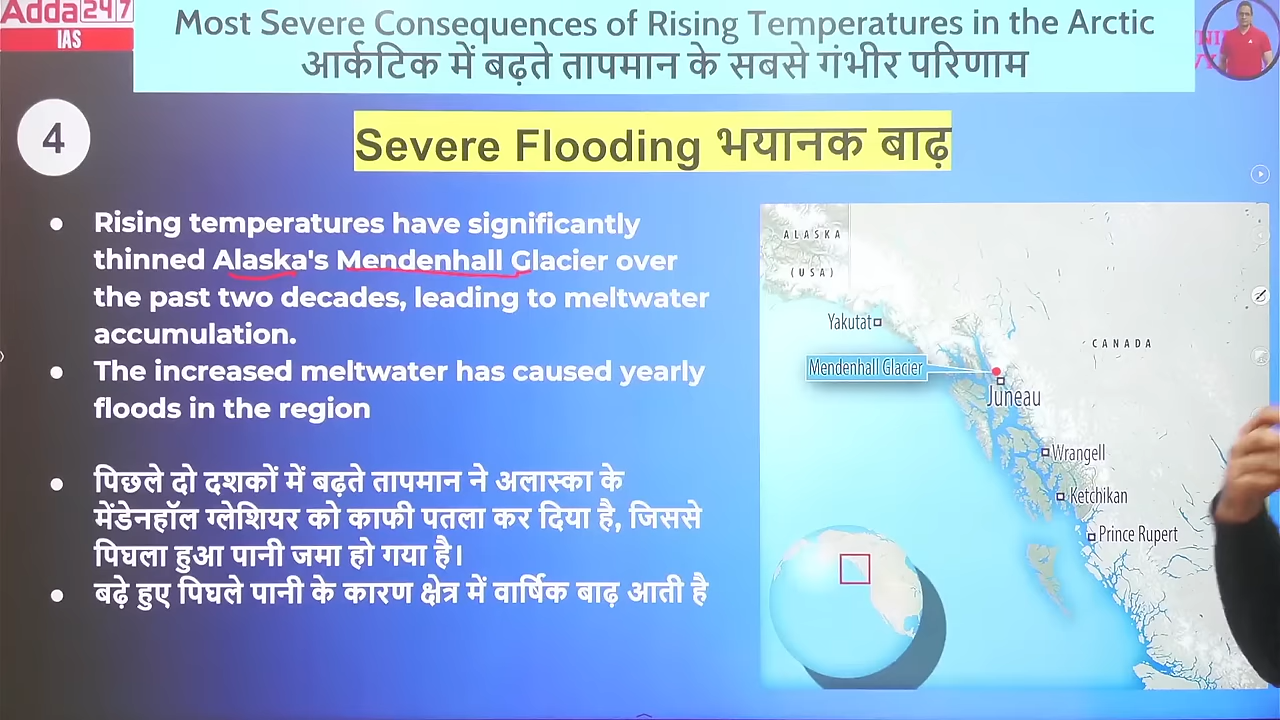 Adda247
IAS
Most Severe Consequences of Rising Temperatures in the Arctic
आर्कटिक में बढ़ते तापमान के सबसे गंभीर परिणाम
4
Severe Flooding भयानक बाढ़
Rising temperatures have significantly
thinned Alaska's Mendenhall Glacier over
the past two decades, leading to meltwater
accumulation.
The increased meltwater has caused yearly
floods in the region
पिछले दो दशकों में बढ़ते तापमान ने अलास्का के
मेंडेनहॉल ग्लेशियर को काफी पतला कर दिया है, जिससे
पिघला हुआ पानी जमा हो गया है।
बढ़े हुए पिघले पानी के कारण क्षेत्र में वार्षिक बाढ़ आती है
ALASKA
(USA)
Yakutat
CANADA
Mendenhall Glacier
Juneau
Wrangell
Ketchikan
Prince Rupert